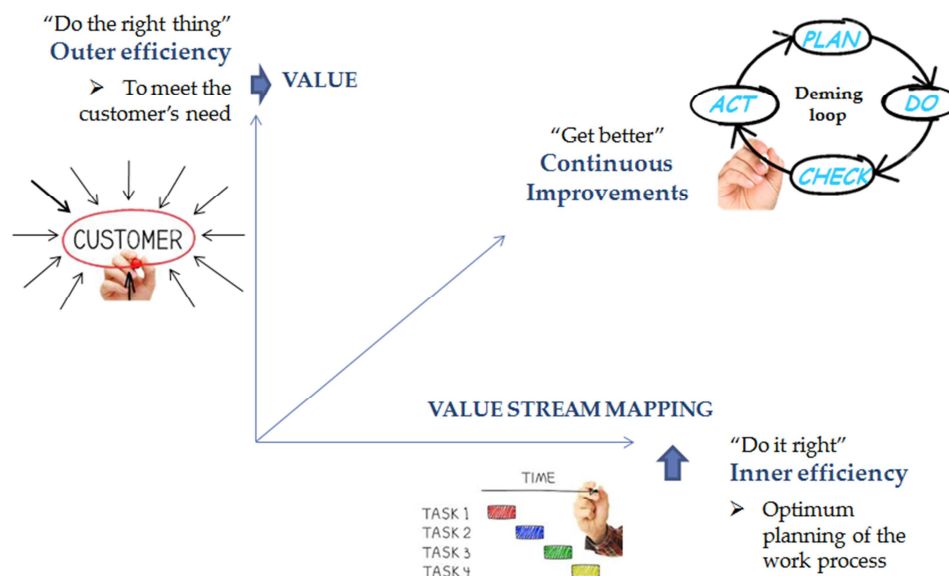 “Do the right thing”
Outer efficiency
➤ To meet the
customer’s need
VALUE
CUSTOMER
“Get better”
Continuous
Improvements
PLAN
DO
CHECK
ACT
Deming
loop
VALUE STREAM MAPPING
“Do it right”
Inner efficiency
➤ Optimum
planning of the
work process
TIME
TASK 1
TASK 2
TASK 3
TASK 4